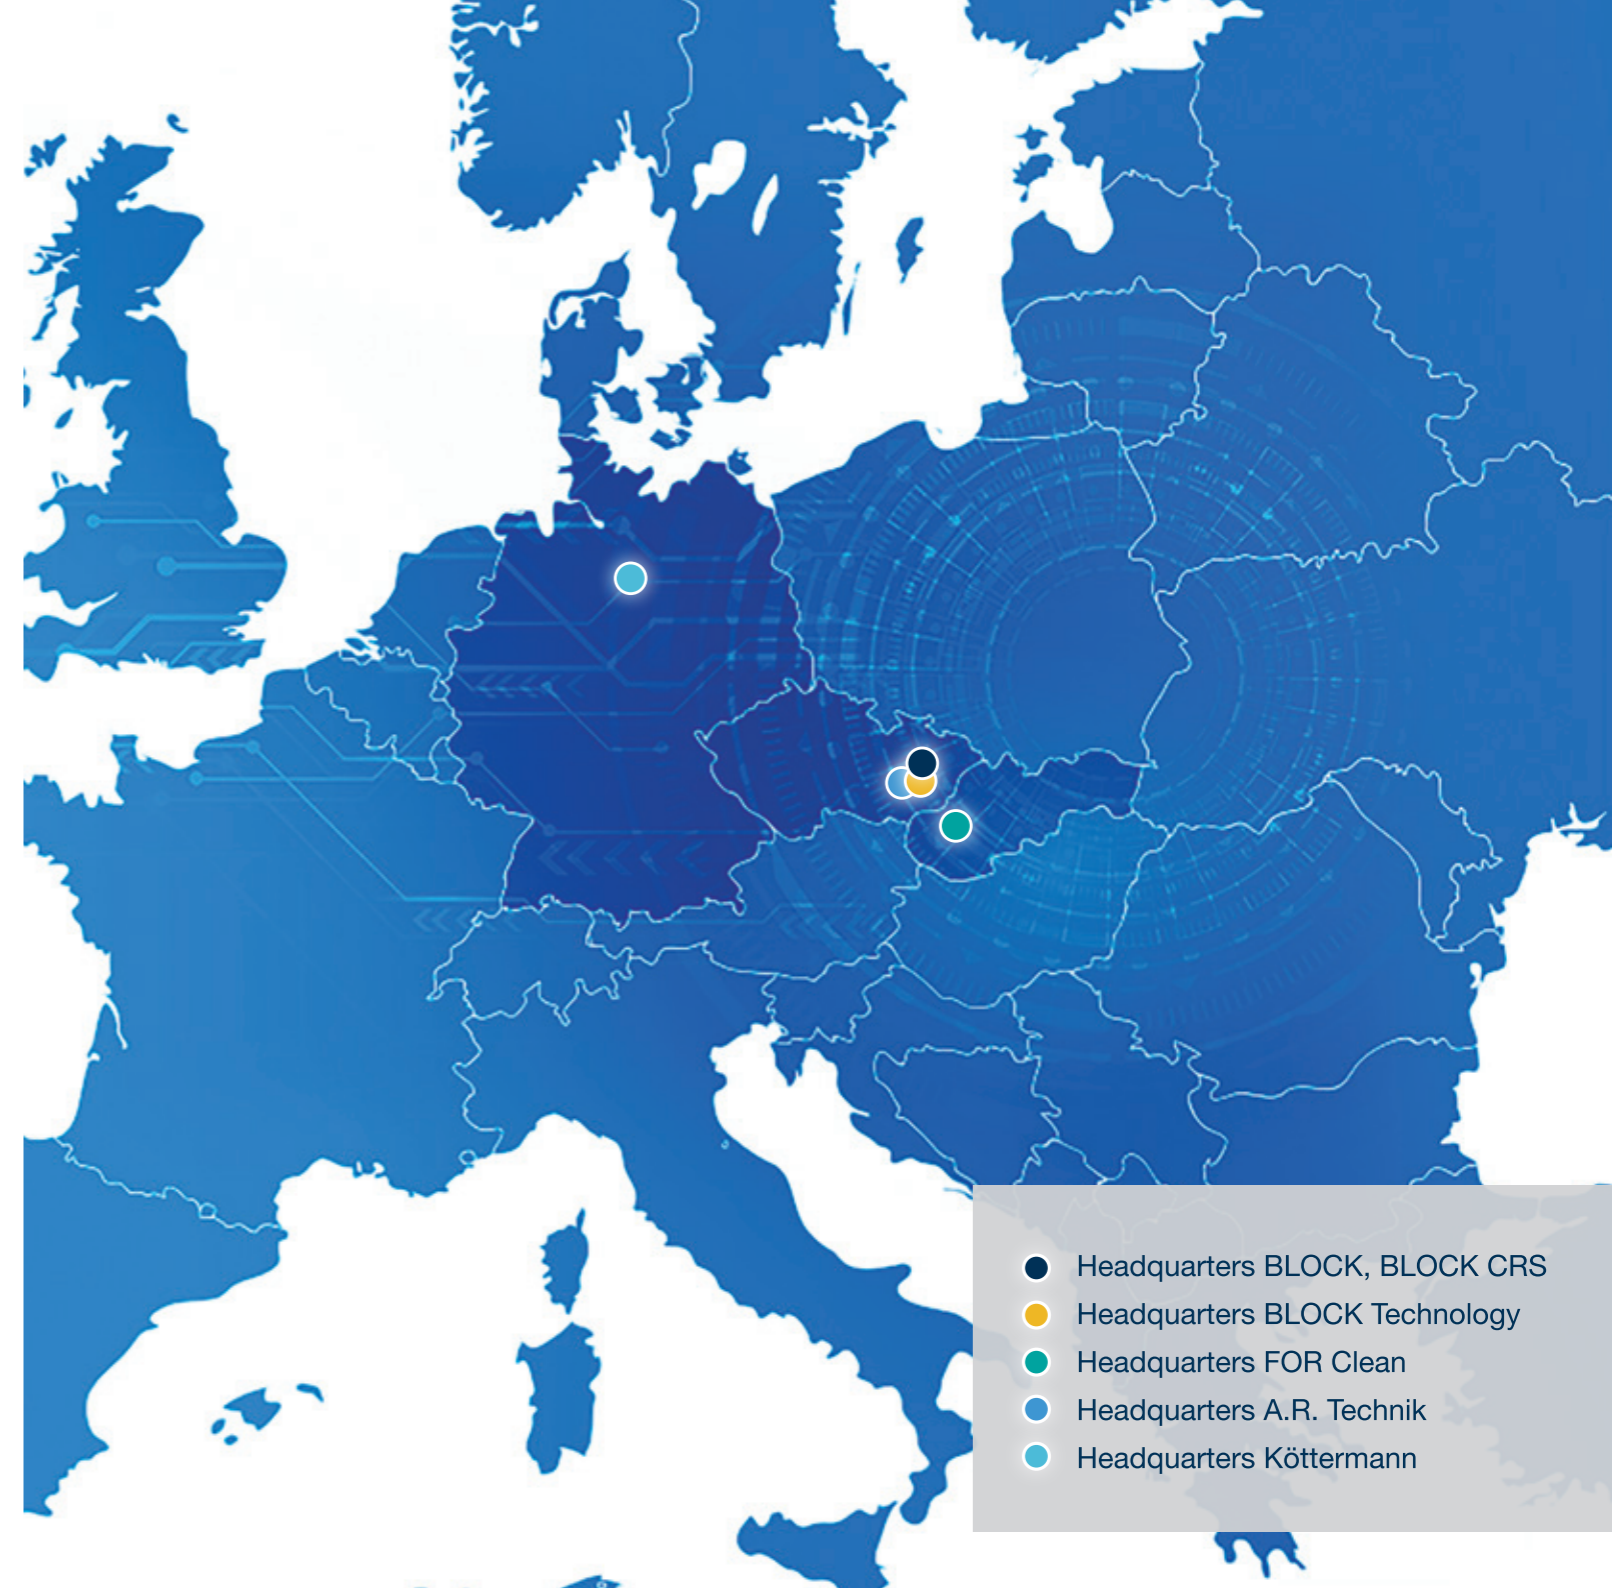 Headquarters BLOCK, BLOCK CRS
Headquarters BLOCK Technology
Headquarters FOR Clean
Headquarters A.R. Technik
Headquarters Köttermann